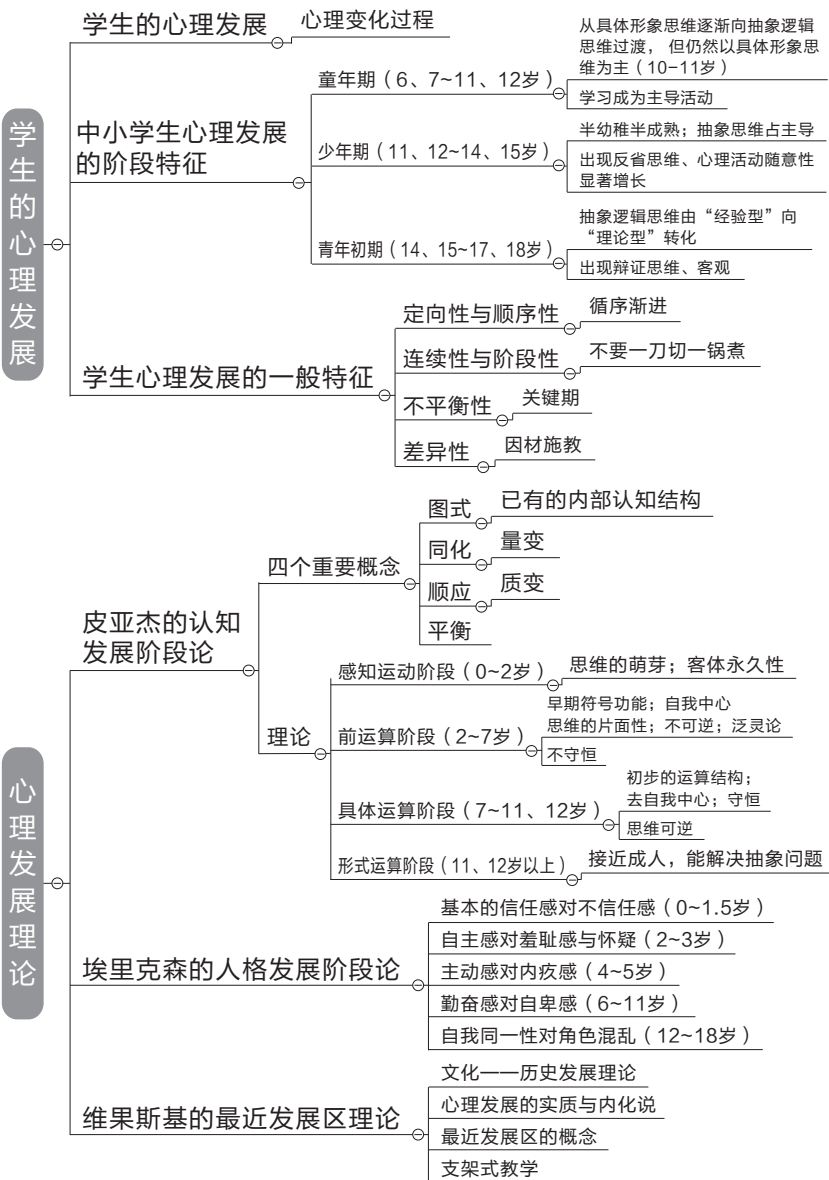 学生的心理发展
学生的心理发展
心理变化过程
中小学生心理发展
的阶段特征
童年期（6、7~11、12岁）
从具体形象思维逐渐向抽象逻辑
思维过渡，但仍然以具体形象思
维为主（10-11岁）
学习成为主导活动
少年期（11、12~14、15岁）
半幼稚半成熟；抽象思维占主导
出现反省思维、心理活动随意性
显著增长
青年初期（14、15~17、18岁）
抽象逻辑思维由“经验型”向
“理论型”转化
出现辩证思维、客观
学生心理发展的一般特征
定向性与顺序性
循序渐进
连续性与阶段性
不要一刀切一锅煮
不平衡性
关键期
差异性
因材施教
心理发展理论
皮亚杰的认知
发展阶段论
四个重要概念
图式
已有的内部认知结构
同化
量变
顺应
质变
平衡
理论
感知运动阶段（0~2岁）
思维的萌芽；客体永久性
前运算阶段（2~7岁）
早期符号功能；自我中心
思维的片面性；不可逆；泛灵论
不守恒
具体运算阶段（7~11、12岁）
初步的运算结构；
去自我中心；守恒
思维可逆
形式运算阶段（11、12岁以上）
接近成人，能解决抽象问题
埃里克森的人格发展阶段论
基本的信任感对不信任感（0~1.5岁）
自主感对羞耻感与怀疑（2~3岁）
主动感对内疚感（4~5岁）
勤奋感对自卑感（6~11岁）
自我同一性对角色混乱（12~18岁）
维果斯基的最近发展区理论
文化——历史发展理论
心理发展的实质与内化说
最近发展区的概念
支架式教学